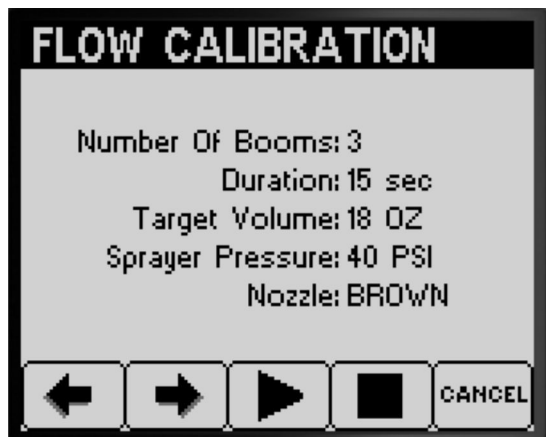 FLOW CALIBRATION
Number Of Booms: 3
Duration: 15 sec
Target Volume: 18 OZ
Sprayer Pressure: 40 PSI
Nozzle: BROWN
CANCEL